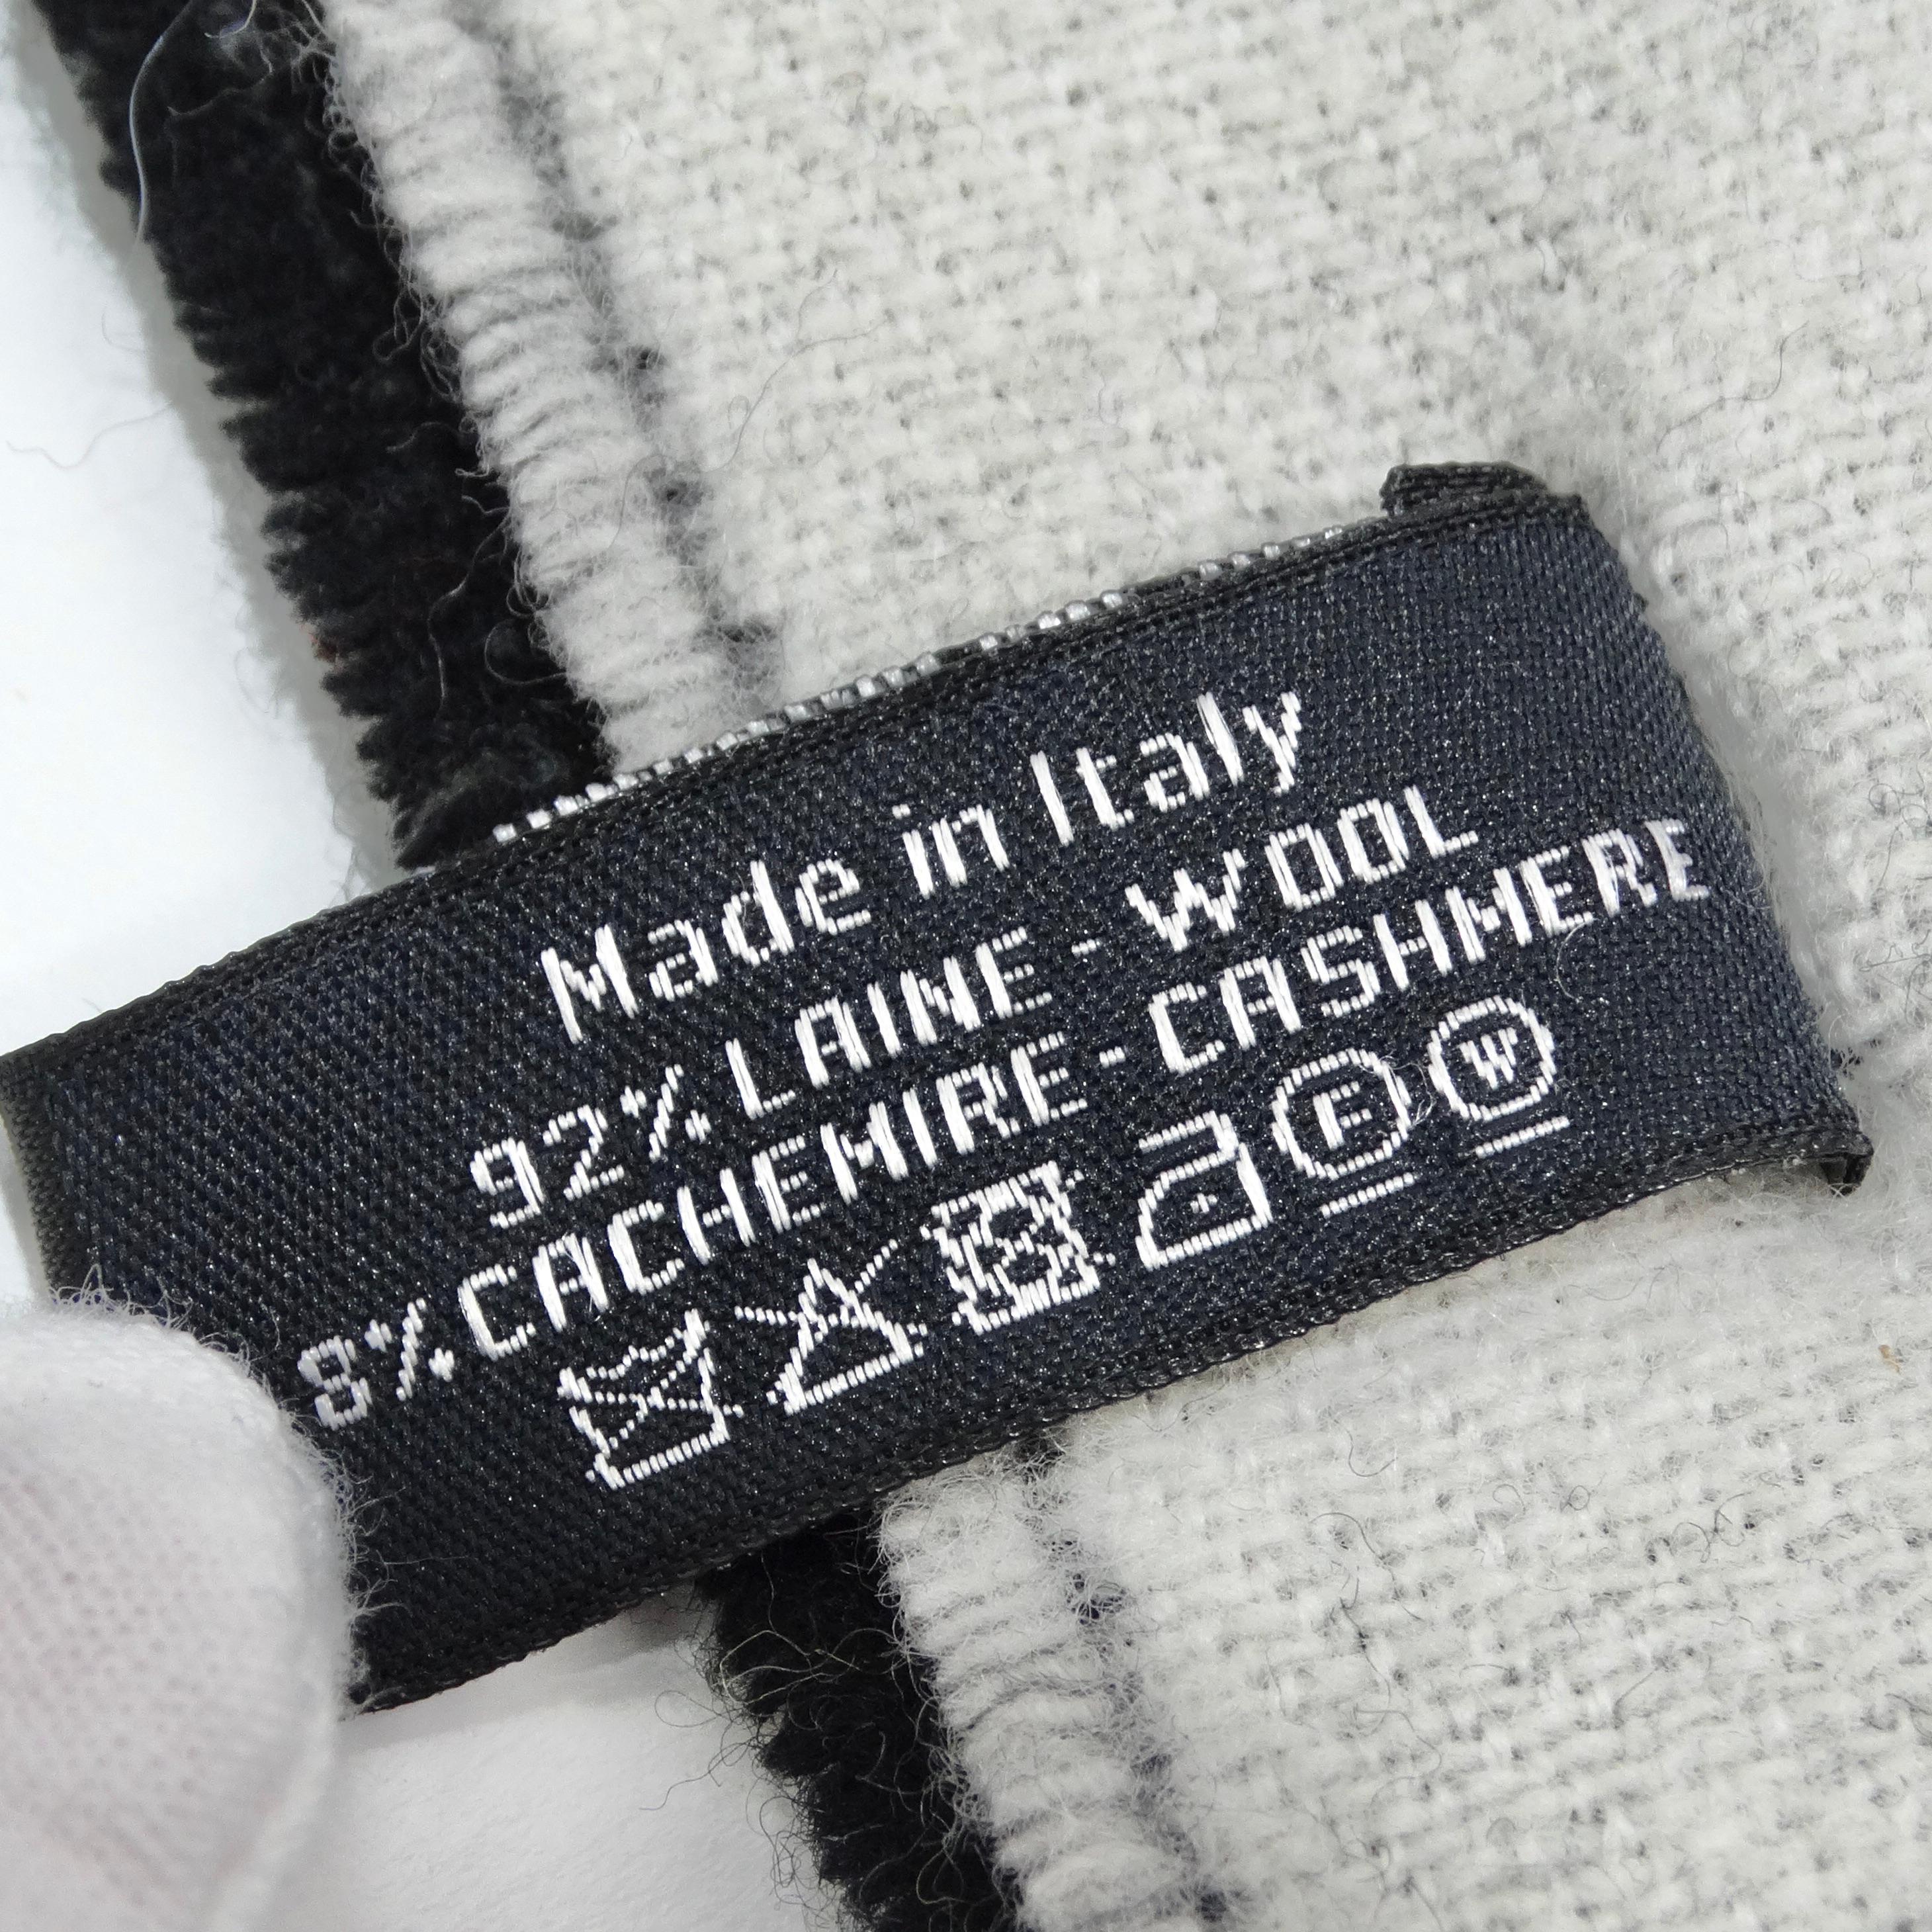 Made in Italy
92% LAINE - WOOL
8% CACHEMIRE - CASHMERE
F W